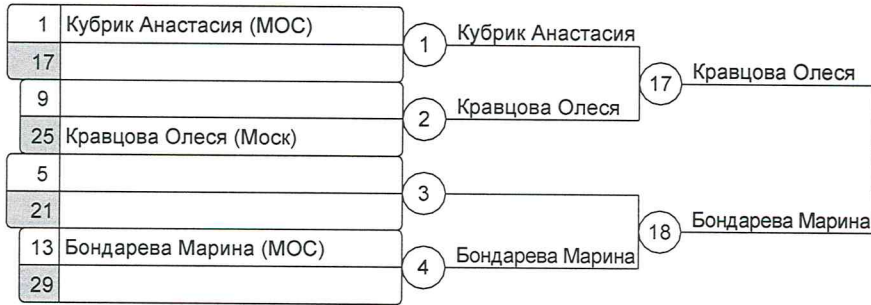 1 Кубрик Анастасия (МОС)
17
1 Кубрик Анастасия
9
25 Кравцова Олеся (Моск)
2 Кравцова Олеся
17 Кравцова Олеся
5
21
3
13 Бондарева Марина (МОС)
29
4 Бондарева Марина
18 Бондарева Марина